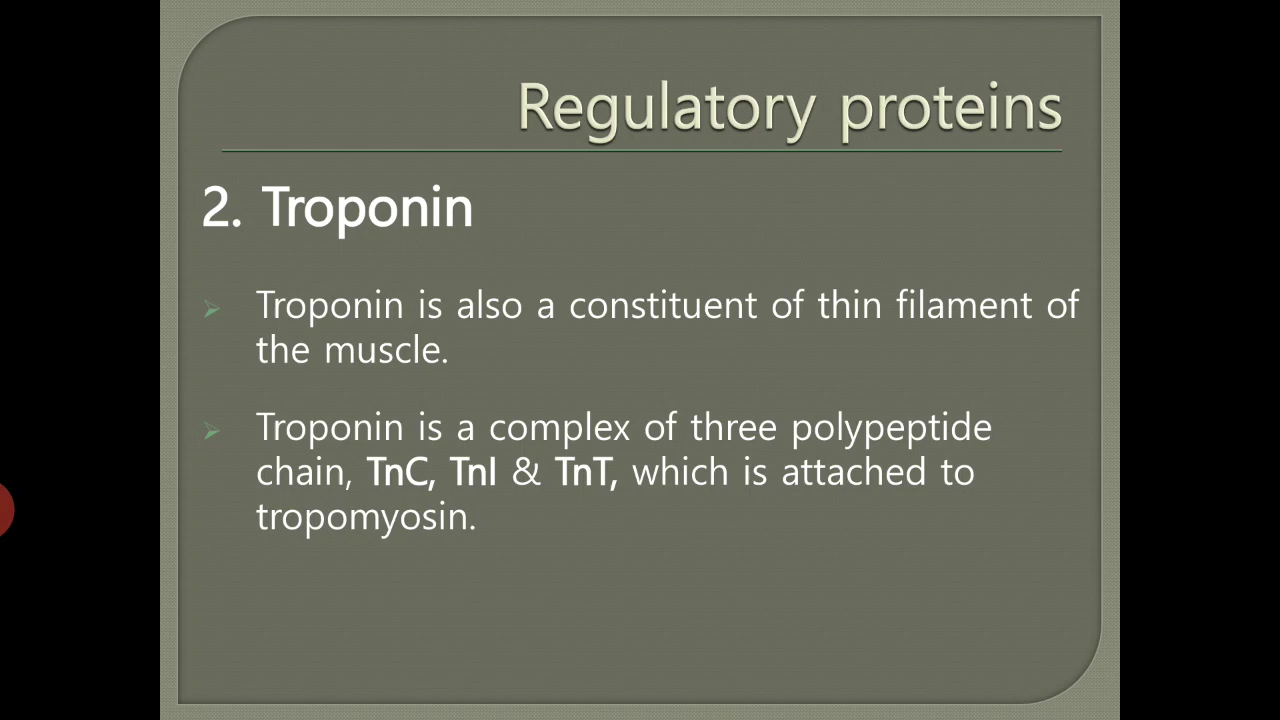 Regulatory proteins
2. Troponin
Troponin is also a constituent of thin filament of
the muscle.
Troponin is a complex of three polypeptide
chain, TnC, TnI & TnT, which is attached to
tropomyosin.